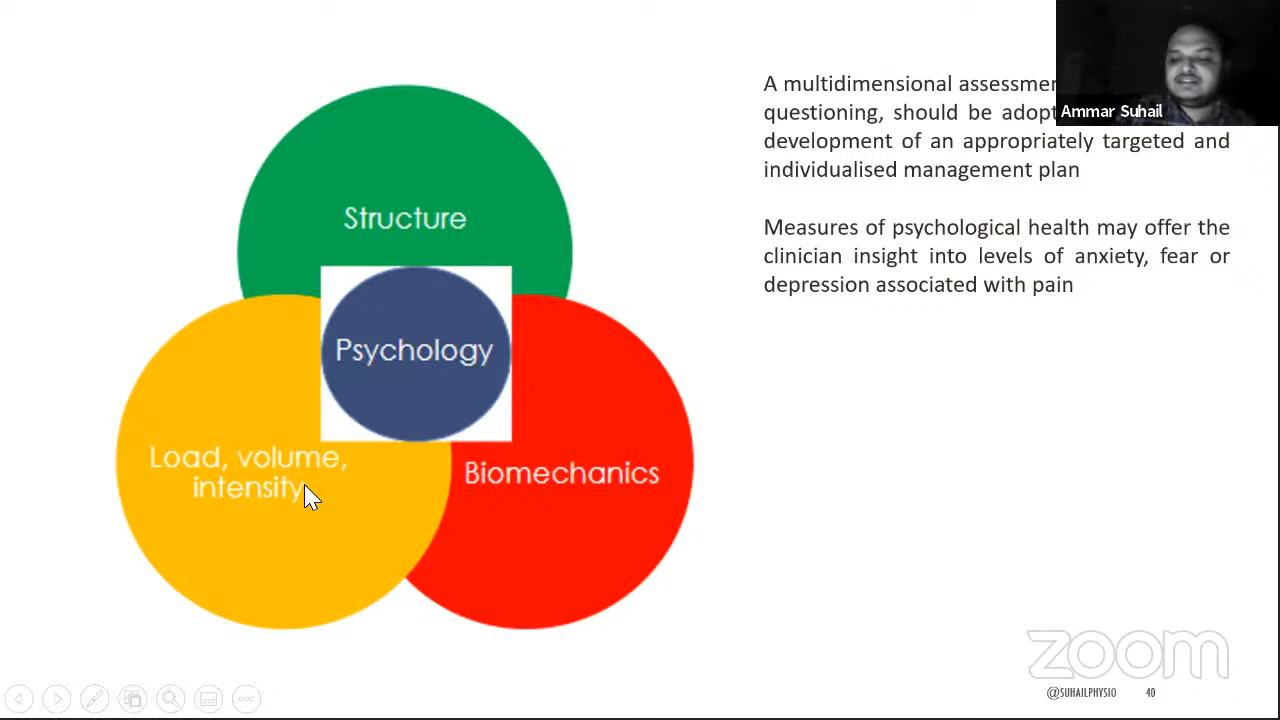 Structure
Psychology
Load, volume,
intensity
Biomechanics
A multidimensional
questioning, should be
development of an appropriately targeted and
individualised management plan
Measures of psychological health may offer the
clinician insight into levels of anxiety, fear or
depression associated with pain
Ammar Suhail
zoom
@SUHAILPHYSIO 40